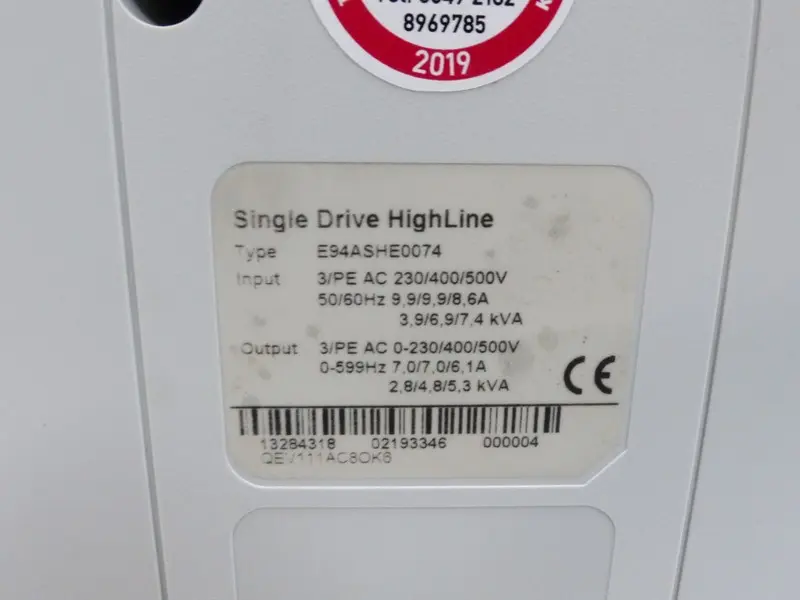 8969785
2019
Single Drive HighLine
Type E94ASHE0074
Input 3/PE AC 230/400/500V
50/60Hz 9,9/9,9/8,6A
3,9/6,9/7,4 kVA
Output 3/PE AC 0-230/400/500V
0-599Hz 7,0/7,0/6,1A
2,8/4,8/5,3 kVA
CE
13284318 02193346 000004